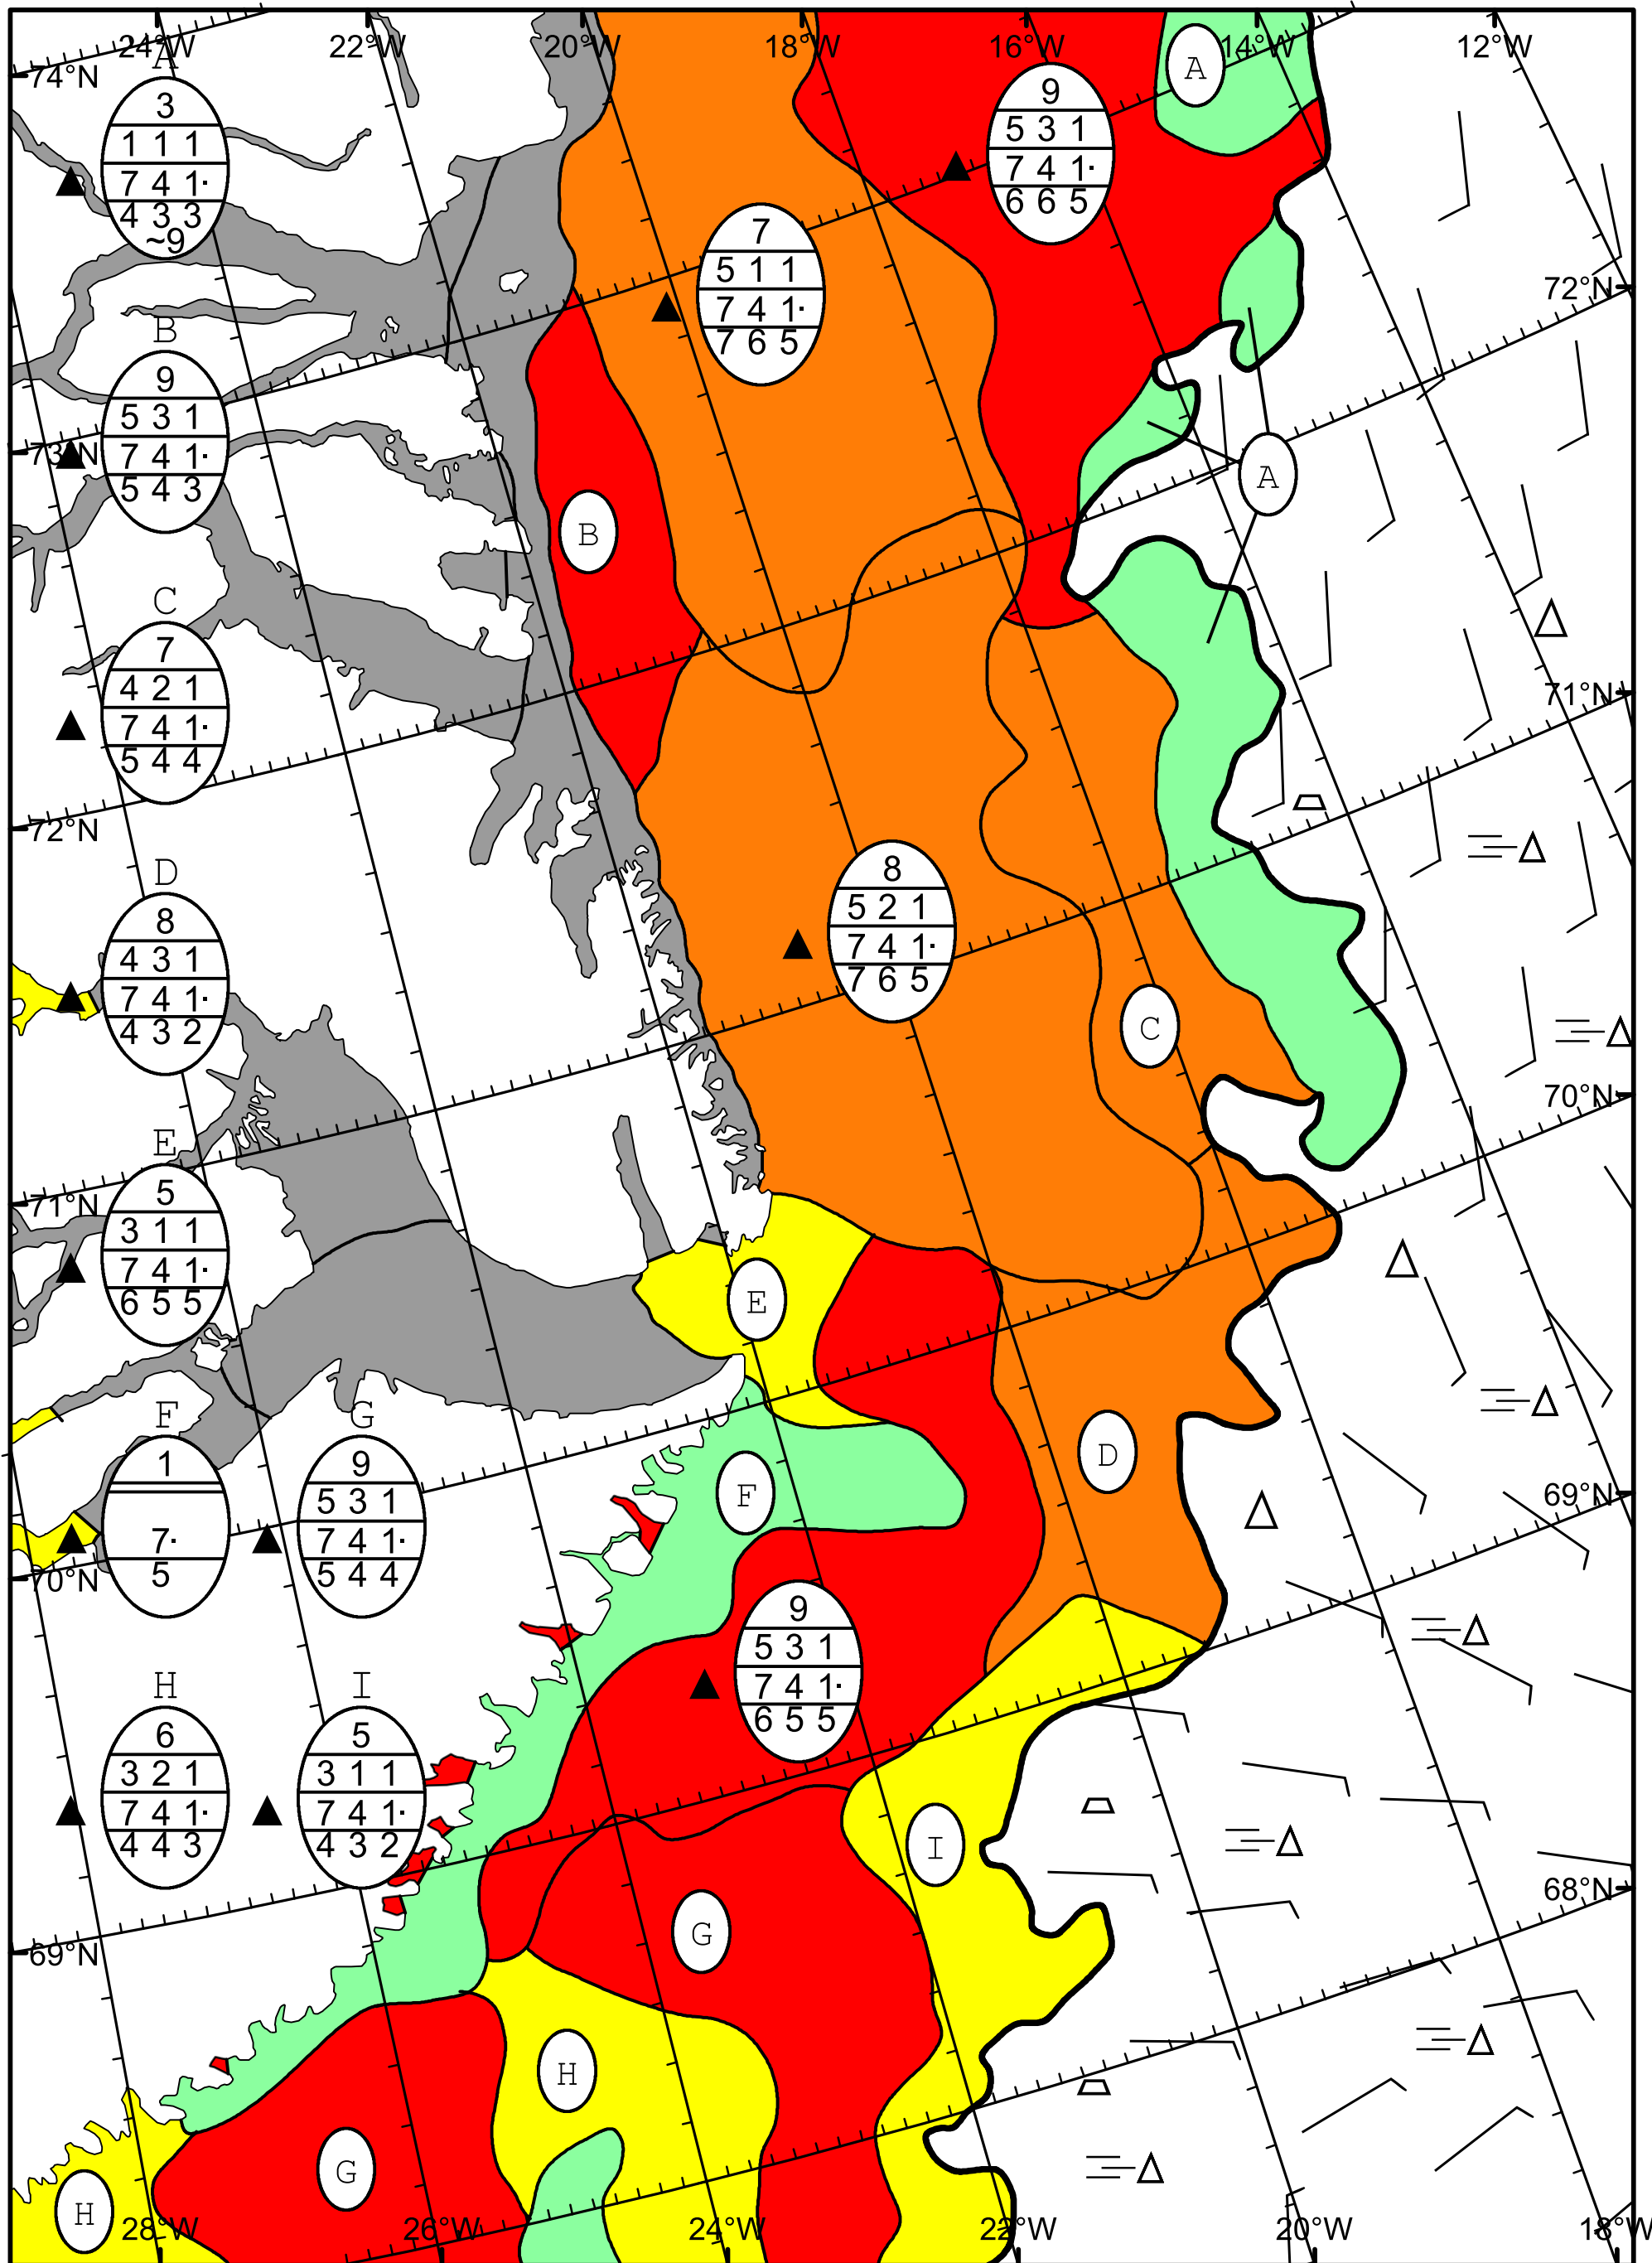 24°W 22°W 20°W 18°W 16°W 14°W 12°W
74°N
A
3
1 1 1
7 4 1·
4 3 3
~9
9
5 3 1
7 4 1·
6 6 5
A
7
5 1 1
7 4 1·
7 6 5
72°N
B
9
5 3 1
7 4 1·
5 4 3
73°N
B
A
C
7
4 2 1
7 4 1·
5 4 4
71°N
72°N
D
8
4 3 1
7 4 1·
4 3 2
8
5 2 1
7 4 1·
7 6 5
C
70°N
E
5
3 1 1
7 4 1·
6 5 5
71°N
E
F
1
7·
5
G
9
5 3 1
7 4 1·
5 4 4
F
D
69°N
70°N
9
5 3 1
7 4 1·
6 5 5
H
6
3 2 1
7 4 1·
4 4 3
I
5
3 1 1
7 4 1·
4 3 2
I
68°N
69°N
G
H
G
H
28°W 26°W 24°W 22°W 20°W 18°W